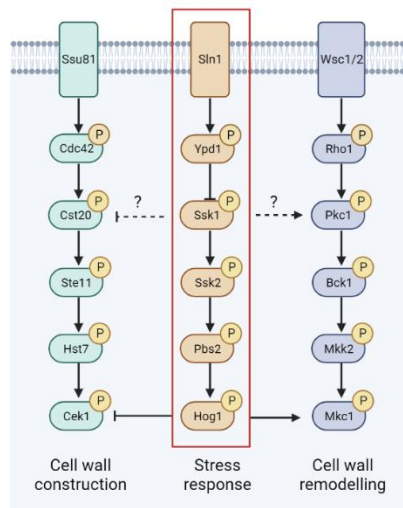 Ssu81 Sln1 Wsc1/2
P P P
Cdc42 Ypd1 Rho1
? ?
P P P
Cst20 Ssk1 Pkc1
P P P
Ste11 Ssk2 Bck1
P P P
Hst7 Pbs2 Mkk2
P P P
Cek1 Hog1 Mkc1
Cell wall Stress Cell wall
construction response remodelling